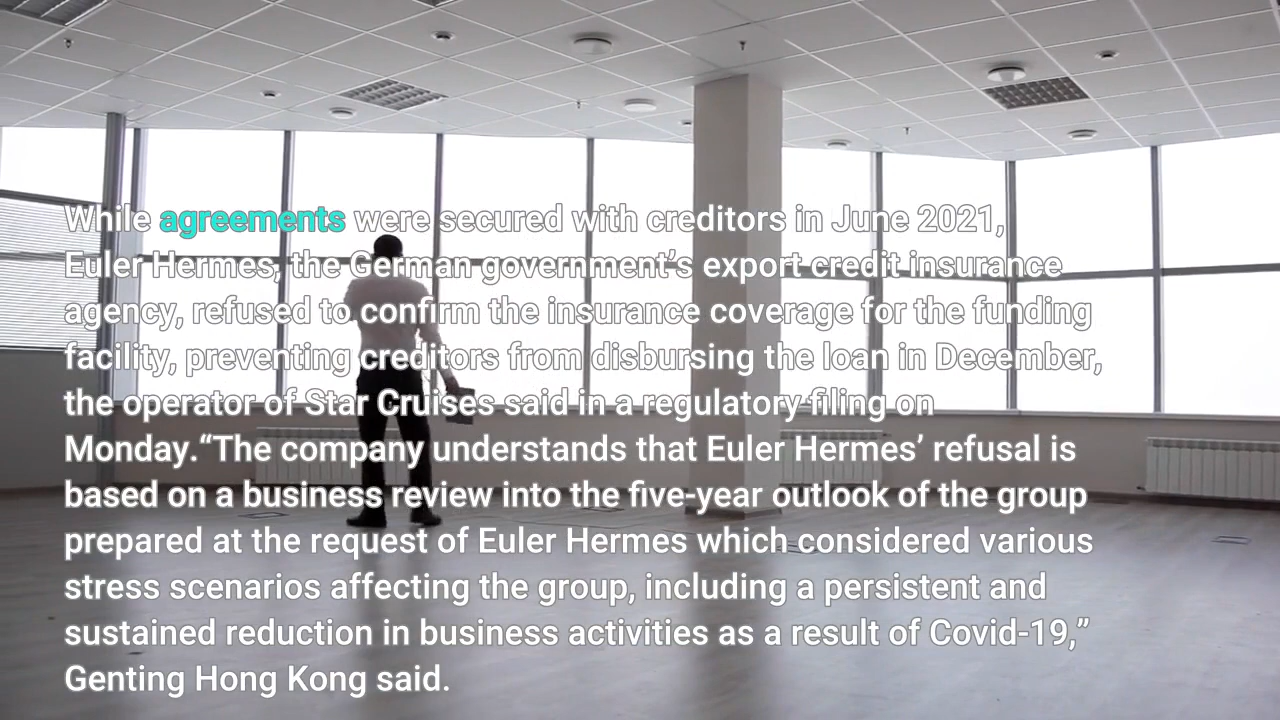 While agreements were secured with creditors in June 2021,
Euler Hermes, the German government’s export credit insurance
agency, refused to confirm the insurance coverage for the funding
facility, preventing creditors from disbursing the loan in December,
the operator of Star Cruises said in a regulatory filing on
Monday.“The company understands that Euler Hermes’ refusal is
based on a business review into the five-year outlook of the group
prepared at the request of Euler Hermes which considered various
stress scenarios affecting the group, including a persistent and
sustained reduction in business activities as a result of Covid-19,”
Genting Hong Kong said.